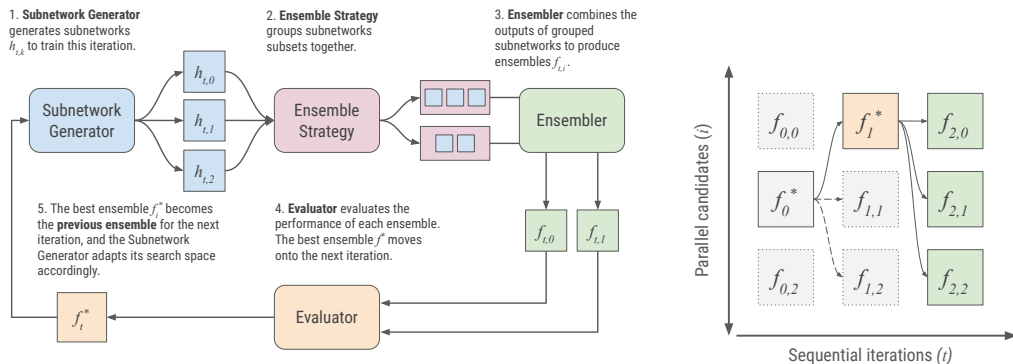 1. Subnetwork Generator
generates subnetworks
h_{t,k} to train this iteration.
2. Ensemble Strategy
groups subnetworks
subsets together.
3. Ensembler combines the
outputs of grouped
subnetworks to produce
ensembles f_{t,i}.
Subnetwork
Generator
h_{t,0}
h_{t,1}
h_{t,2}
Ensemble
Strategy
Ensembler
5. The best ensemble f_i^* becomes
the previous ensemble for the next
iteration, and the Subnetwork
Generator adapts its search space
accordingly.
4. Evaluator evaluates the
performance of each ensemble.
The best ensemble f^* moves
onto the next iteration.
f_{t,0}
f_{t,1}
f_t^*
Evaluator
Parallel candidates (i)
f_{0,0}
f_1^*
f_{2,0}
f_0^*
f_{1,1}
f_{2,1}
f_{0,2}
f_{1,2}
f_{2,2}
Sequential iterations (t)